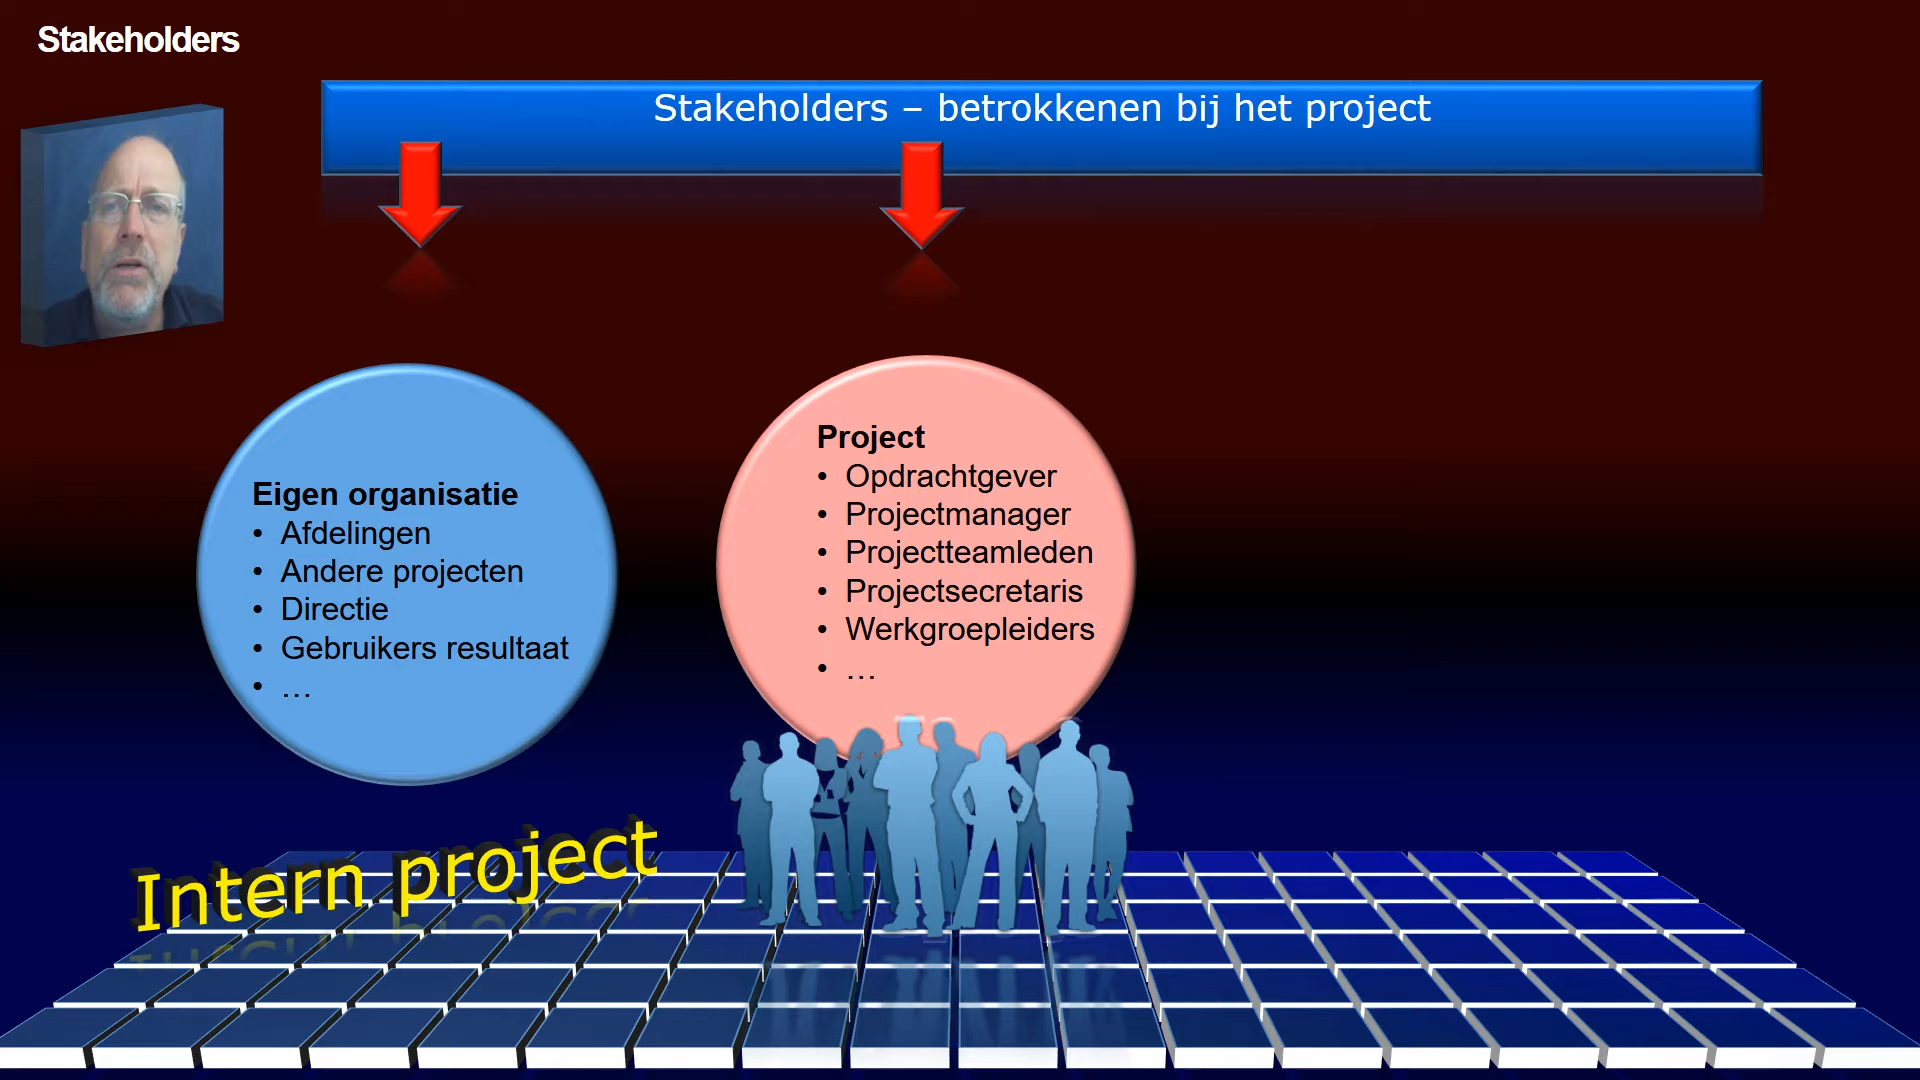 Stakeholders
Stakeholders – betrokkenen bij het project
Eigen organisatie
• Afdelingen
• Andere projecten
• Directie
• Gebruikers resultaat
• …
Project
• Opdrachtgever
• Projectmanager
• Projectteamleden
• Projectsecretaris
• Werkgroepleiders
• …
Intern project